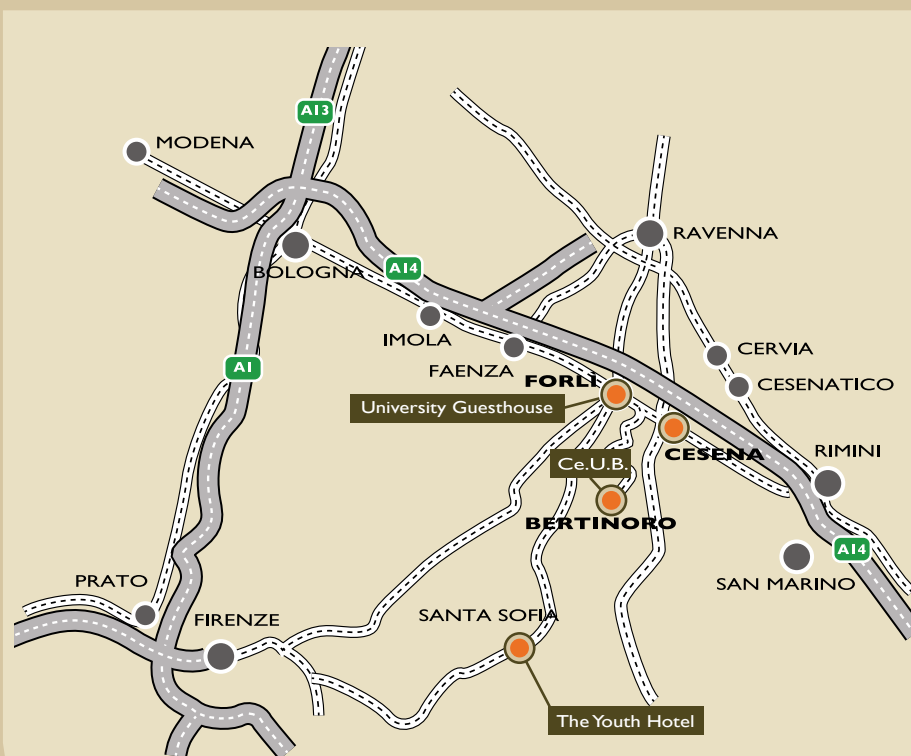 A13
MODENA
RAVENNA
BOLOGNA
A14
IMOLA
CERVIA
FAENZA
A1
FORLÌ
CESENATICO
University Guesthouse
CESENA
RIMINI
Ce.U.B.
BERTINORO
A14
PRATO
SAN MARINO
FIRENZE
SANTA SOFIA
The Youth Hotel